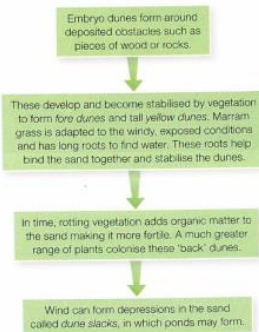 Embryo dunes form around
deposited obstacles such as
pieces of wood or rocks.
These develop and become stabilised by vegetation
to form fore dunes and tall yellow dunes. Marram
grass is adapted to the windy, exposed conditions
and has long roots to find water. These roots help
bind the sand together and stabilise the dunes.
In time, rotting vegetation adds organic matter to
the sand making it more fertile. A much greater
range of plants colonise these 'back' dunes.
Wind can form depressions in the sand
called dune slacks, in which ponds may form.